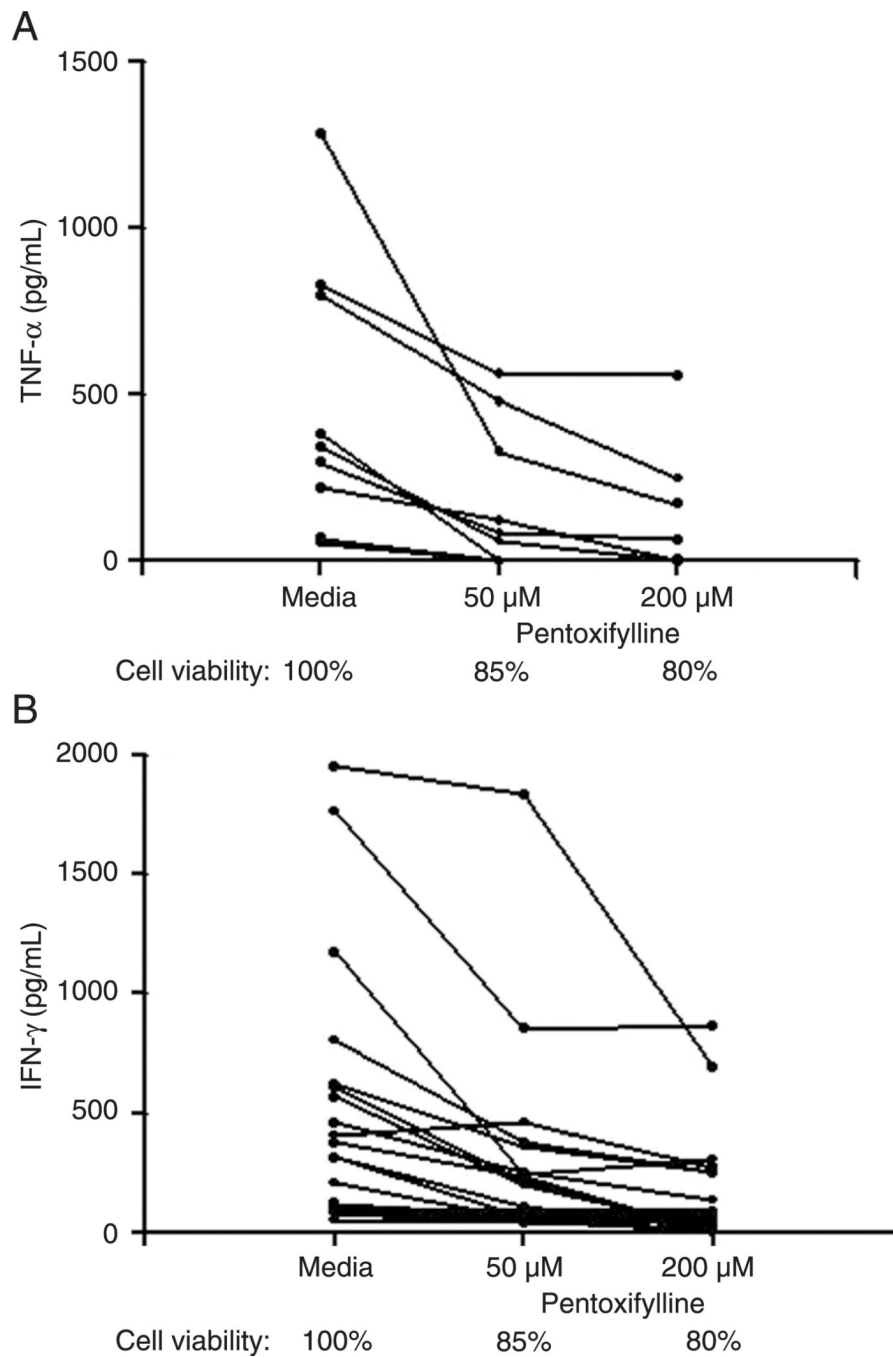 A
1500
1000
500
0
TNF-α (pg/mL)
Media 50 μM 200 μM
Pentoxifylline
Cell viability: 100% 85% 80%
B
2000
1500
1000
500
0
IFN-γ (pg/mL)
Media 50 μM 200 μM
Pentoxifylline
Cell viability: 100% 85% 80%